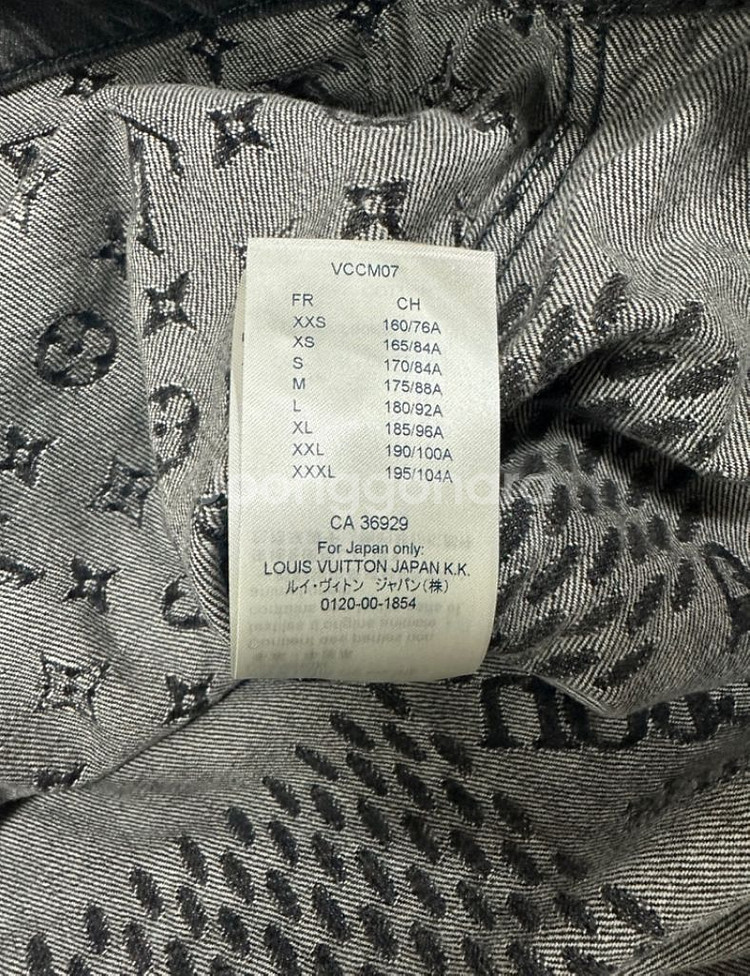 VCCM07
FR CH
XXS 160/76A
XS 165/84A
S 170/84A
M 175/88A
L 180/92A
XL 185/96A
XXL 190/100A
XXXL 195/104A
CA 36929
For Japan only:
LOUIS VUITTON JAPAN K.K.
ルイ・ヴィトン ジャパン(株)
0120-00-1854